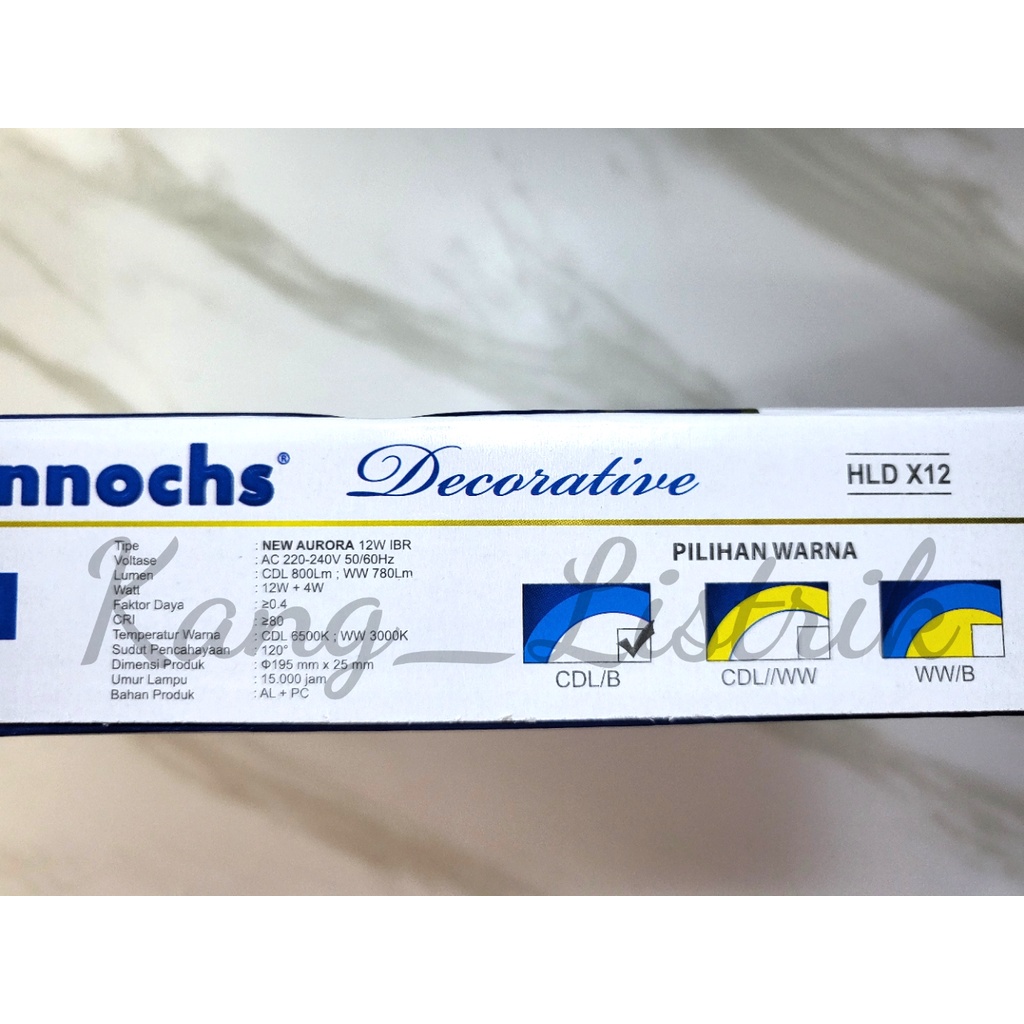 nnochs® Decorative HLD X12
Tipe : NEW AURORA 12W IBR
Voltase : AC 220-240V 50/60Hz
Lumen : CDL 800Lm ; WW 780Lm
Watt : 12W + 4W
Faktor Daya : ≥0.4
CRI : ≥80
Temperatur Warna : CDL 6500K ; WW 3000K
Sudut Pencahayaan : 120°
Dimensi Produk : Φ195 mm x 25 mm
Umur Lampu : 15.000 jam
Bahan Produk : AL + PC
PILIHAN WARNA
CDL/B CDL//WW WW/B
Kang_Listrik